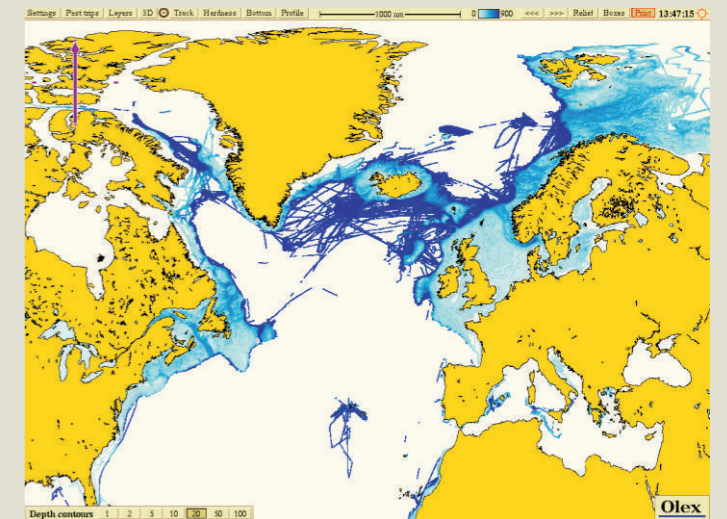 Settings Past trips Layers 3D Track Hardness Bottom Profile 1000 nm 0 900 <<< >>> Relief Boxes Print 13:47:15
Depth contours 1 2 5 10 20 50 100
Olex